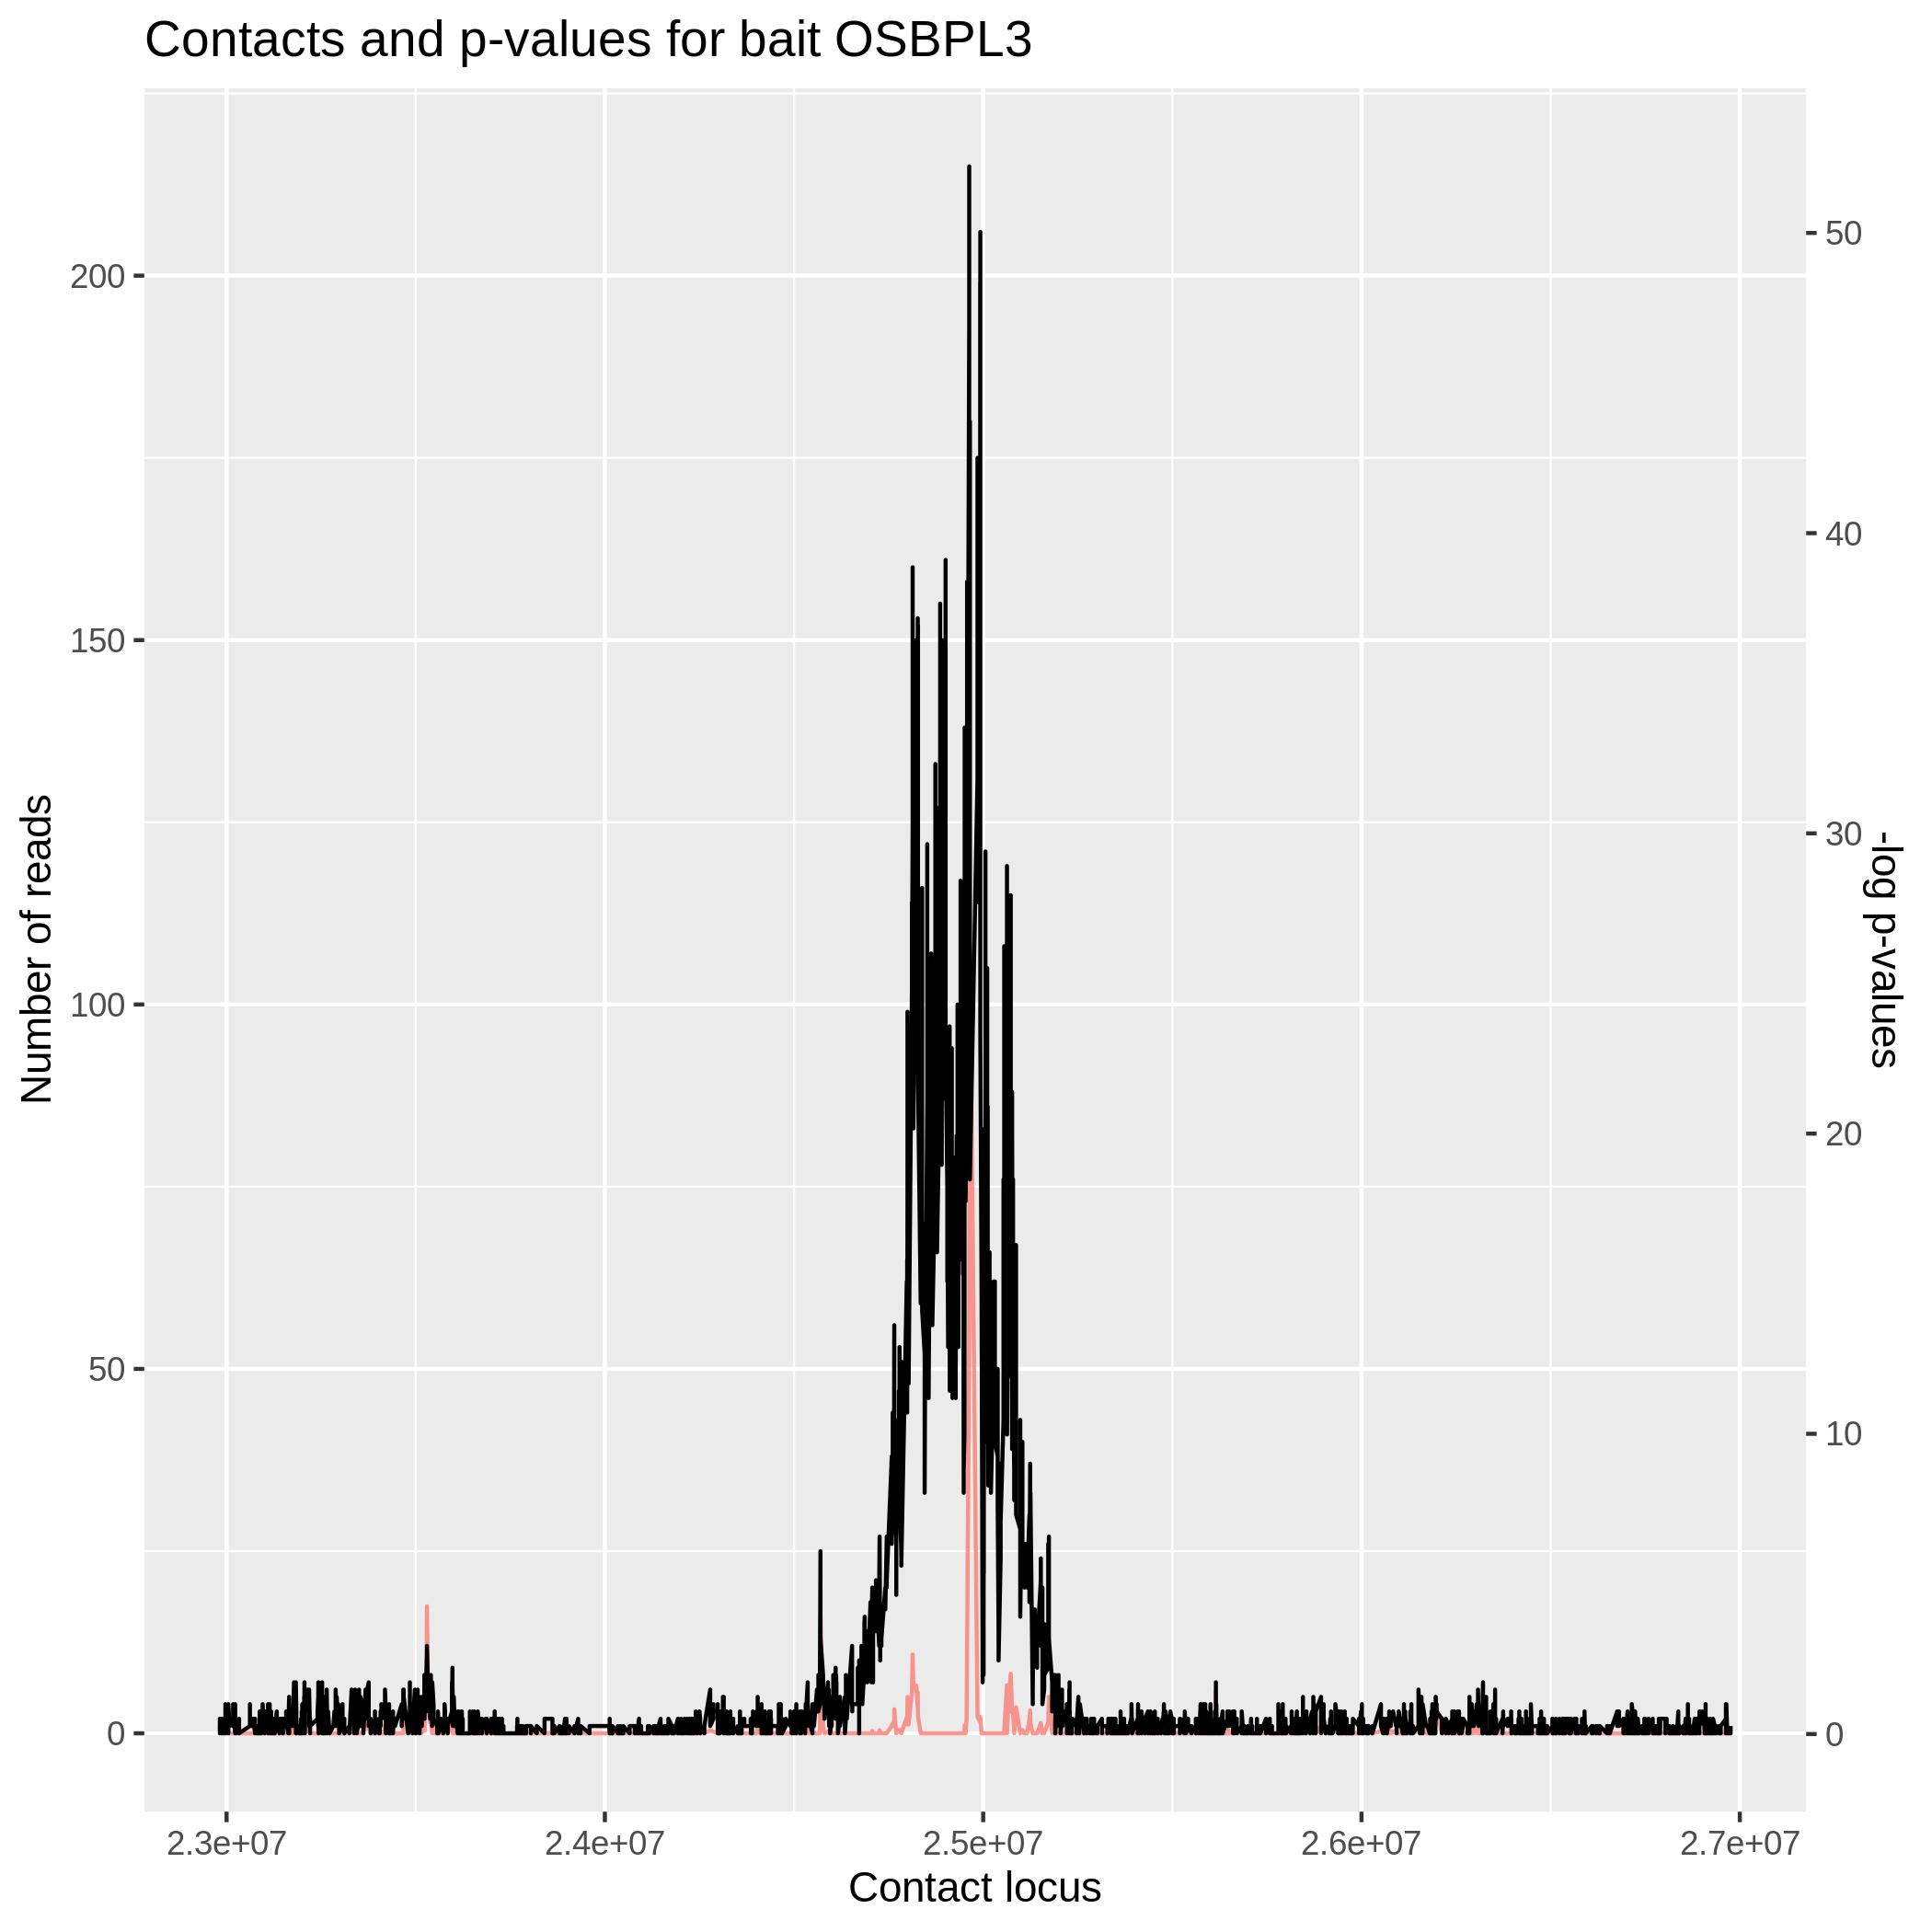 Contacts and p-values for bait OSBPL3
200
150
100
50
0
Number of reads
50
40
30
20
10
0
-log p-values
2.3e+07
2.4e+07
2.5e+07
2.6e+07
2.7e+07
Contact locus